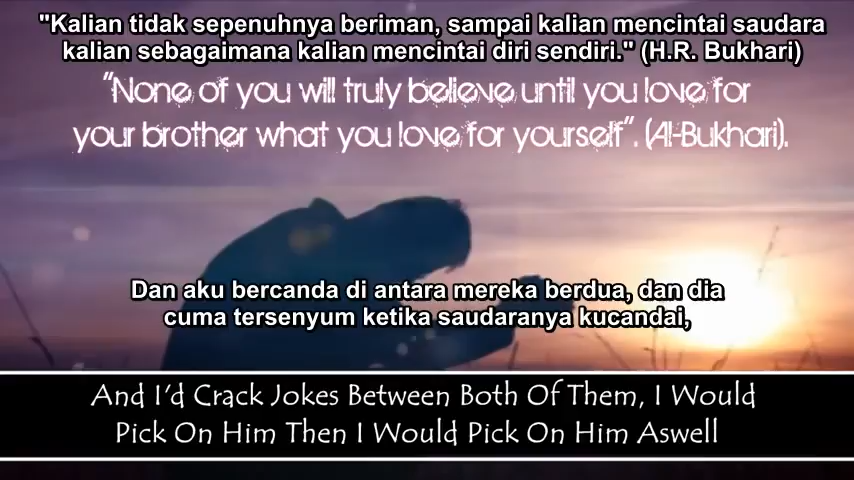 "Kalian tidak sepenuhnya beriman, sampai kalian mencintai saudara
kalian sebagaimana kalian mencintai diri sendiri." (H.R. Bukhari)
"None of you will truly believe until you love for
your brother what you love for yourself". (Al-Bukhari).
Dan aku bercanda di antara mereka berdua, dan dia
cuma tersenyum ketika saudaranya kucandai,
And I'd Crack Jokes Between Both Of Them, I Would
Pick On Him Then I Would Pick On Him Aswell